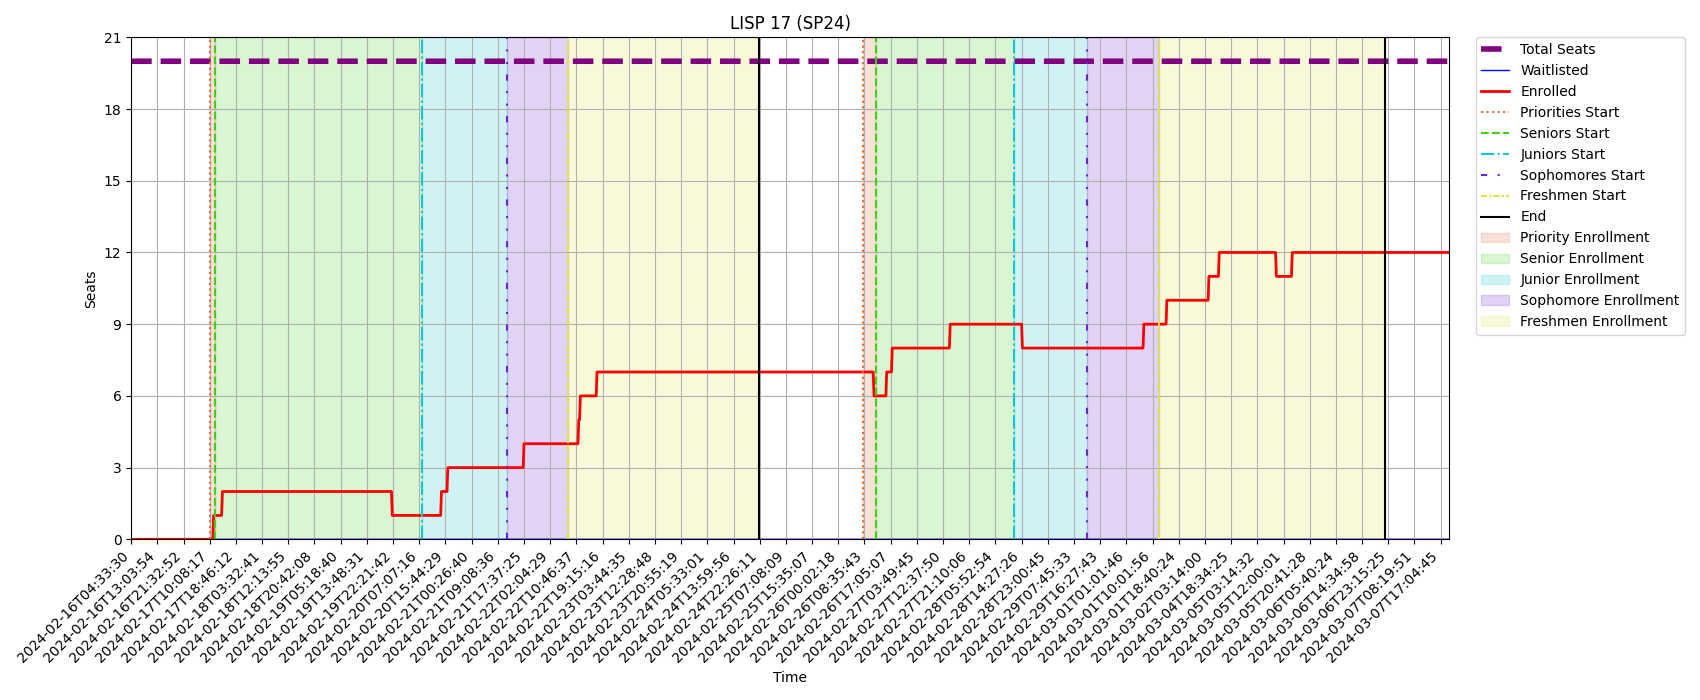 LISP 17 (SP24)
21
18
15
12
9
6
3
0
Seats
2024-02-16T04:33:30
2024-02-16T13:03:54
2024-02-16T21:32:52
2024-02-17T10:08:17
2024-02-17T18:46:12
2024-02-18T03:32:41
2024-02-18T12:13:55
2024-02-18T20:42:08
2024-02-19T05:18:40
2024-02-19T13:48:31
2024-02-19T22:21:42
2024-02-20T07:07:16
2024-02-20T15:44:29
2024-02-21T00:26:40
2024-02-21T09:08:36
2024-02-21T17:37:25
2024-02-22T02:04:29
2024-02-22T10:46:37
2024-02-22T19:15:16
2024-02-23T03:44:35
2024-02-23T12:28:48
2024-02-23T20:55:19
2024-02-24T05:33:01
2024-02-24T13:59:56
2024-02-24T22:26:11
2024-02-25T07:08:09
2024-02-25T15:35:07
2024-02-26T00:02:18
2024-02-26T08:35:43
2024-02-26T17:05:07
2024-02-27T03:49:45
2024-02-27T12:37:50
2024-02-27T21:10:06
2024-02-28T05:52:54
2024-02-28T14:27:26
2024-02-28T23:00:45
2024-02-29T07:45:33
2024-02-29T16:27:43
2024-03-01T01:01:46
2024-03-01T10:01:56
2024-03-01T18:40:24
2024-03-02T03:14:00
2024-03-04T18:34:25
2024-03-05T03:14:32
2024-03-05T12:00:01
2024-03-05T20:41:28
2024-03-06T05:40:24
2024-03-06T14:34:58
2024-03-06T23:15:25
2024-03-07T08:19:51
2024-03-07T17:04:45
Time
Total Seats
Waitlisted
Enrolled
Priorities Start
Seniors Start
Juniors Start
Sophomores Start
Freshmen Start
End
Priority Enrollment
Senior Enrollment
Junior Enrollment
Sophomore Enrollment
Freshmen Enrollment